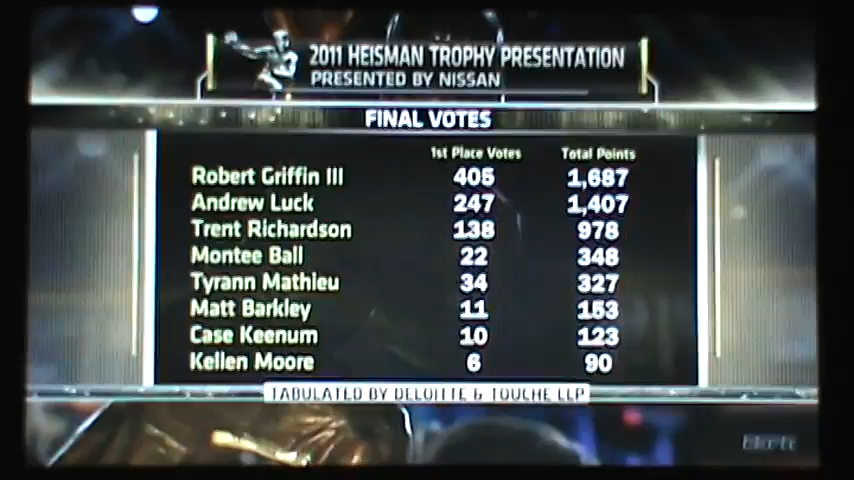 2011 HEISMAN TROPHY PRESENTATION
PRESENTED BY NISSAN
FINAL VOTES
1st Place Votes Total Points
Robert Griffin III 405 1,687
Andrew Luck 247 1,407
Trent Richardson 138 978
Montee Ball 22 348
Tyrann Mathieu 34 327
Matt Barkley 11 153
Case Keenum 10 123
Kellen Moore 6 90
TABULATED BY DELOITTE & TOUCHE LLP